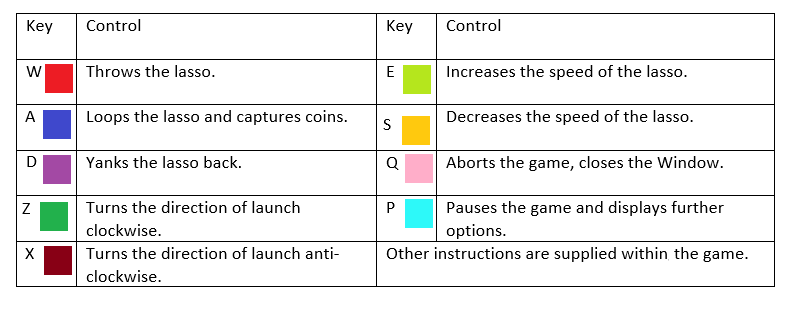 Key Control Key Control
W Throws the lasso. E Increases the speed of the lasso.
A Loops the lasso and captures coins. S Decreases the speed of the lasso.
D Yanks the lasso back. Q Aborts the game, closes the Window.
Z Turns the direction of launch
clockwise. P Pauses the game and displays further
options.
X Turns the direction of launch anti-
clockwise. Other instructions are supplied within the game.